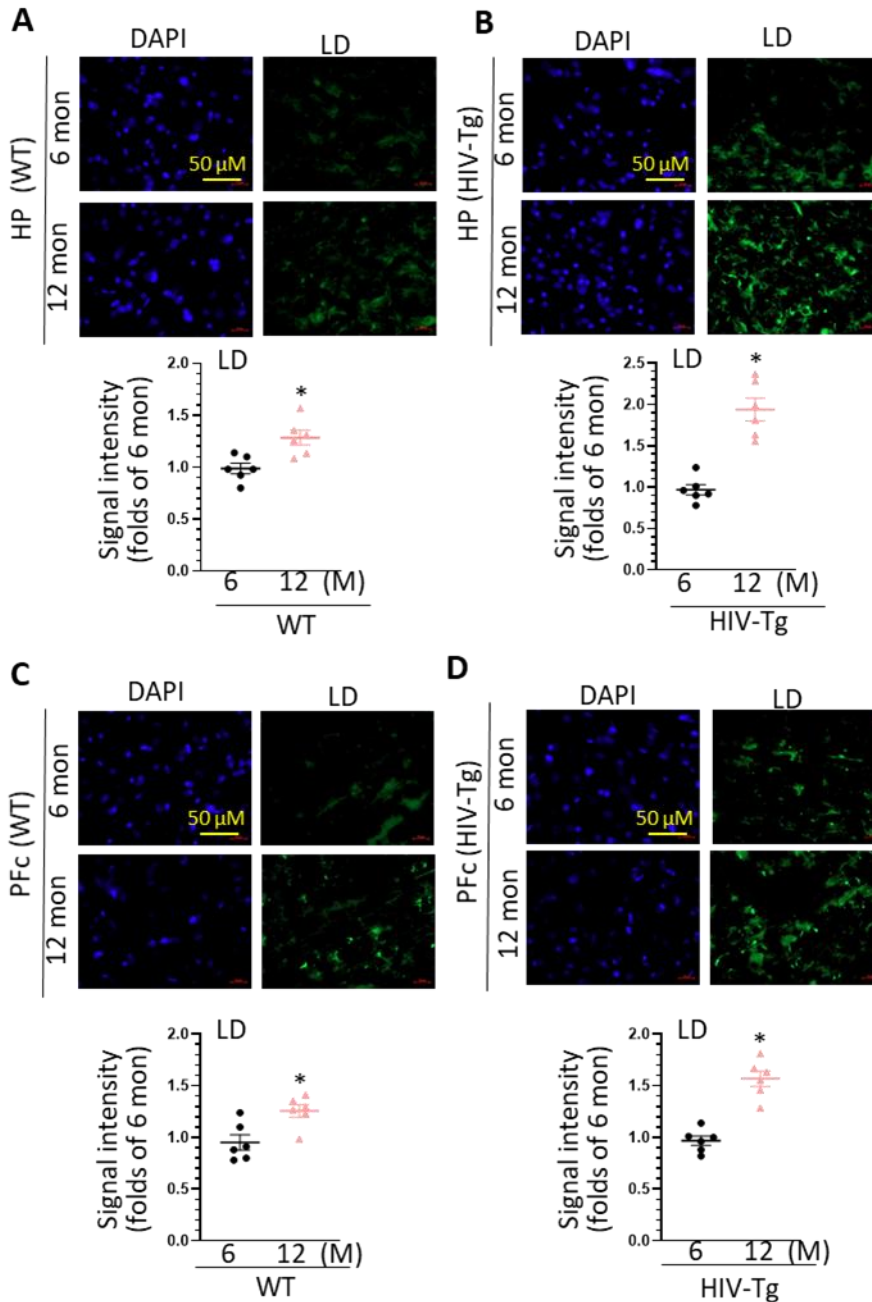 A
DAPI LD
HP (WT)
6 mon
50 µM
12 mon
LD
*
Signal intensity
(folds of 6 mon)
2.0
1.5
1.0
0.5
0.0
6 12 (M)
WT
B
DAPI LD
HP (HIV-Tg)
6 mon
50 µM
12 mon
LD
*
Signal intensity
(folds of 6 mon)
2.5
2.0
1.5
1.0
0.5
0.0
6 12 (M)
HIV-Tg
C
DAPI LD
PFc (WT)
6 mon
50 µM
12 mon
LD
*
Signal intensity
(folds of 6 mon)
2.0
1.5
1.0
0.5
0.0
6 12 (M)
WT
D
DAPI LD
PFc (HIV-Tg)
6 mon
50 µM
12 mon
LD
*
Signal intensity
(folds of 6 mon)
2.0
1.5
1.0
0.5
0.0
6 12 (M)
HIV-Tg